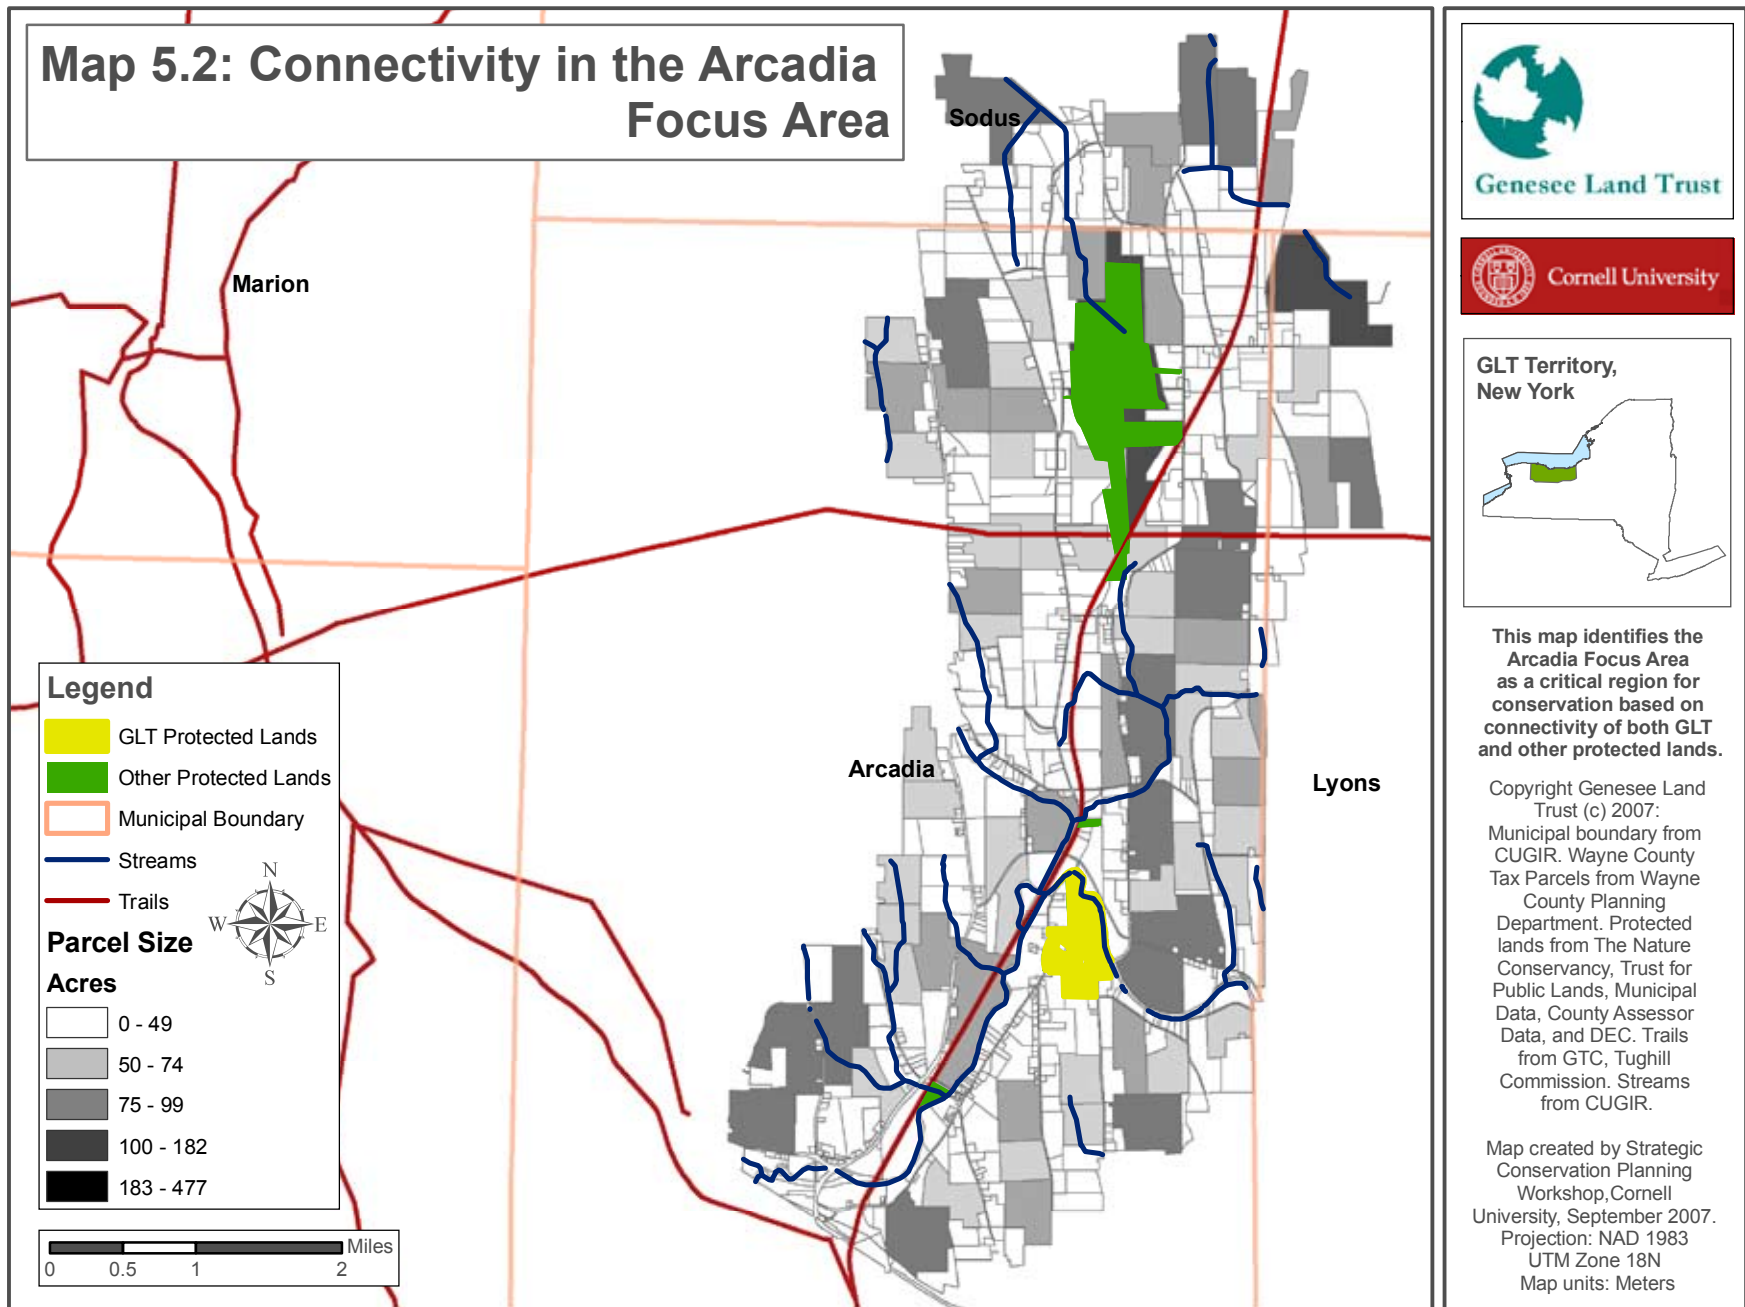 Map 5.2: Connectivity in the Arcadia
Focus Area
Sodus
Marion
Arcadia
Lyons
Legend
GLT Protected Lands
Other Protected Lands
Municipal Boundary
Streams
Trails
N
W
E
S
Parcel Size
Acres
0 - 49
50 - 74
75 - 99
100 - 182
183 - 477
Miles
0 0.5 1 2
Genesee Land Trust
Cornell University
GLT Territory,
New York
This map identifies the
Arcadia Focus Area
as a critical region for
conservation based on
connectivity of both GLT
and other protected lands.
Copyright Genesee Land
Trust (c) 2007:
Municipal boundary from
CUGIR. Wayne County
Tax Parcels from Wayne
County Planning
Department. Protected
lands from The Nature
Conservancy, Trust for
Public Lands, Municipal
Data, County Assessor
Data, and DEC. Trails
from GTC, Tughill
Commission. Streams
from CUGIR.
Map created by Strategic
Conservation Planning
Workshop,Cornell
University, September 2007.
Projection: NAD 1983
UTM Zone 18N
Map units: Meters